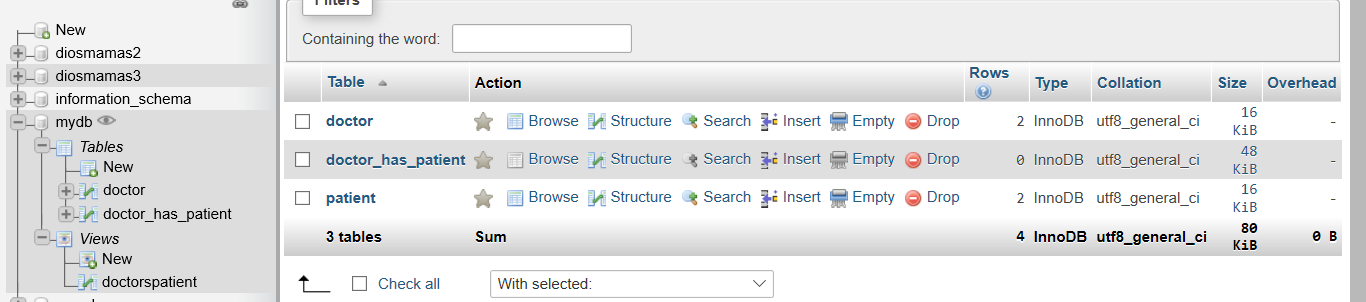 New
diosmamas2
diosmamas3
information_schema
mydb
Tables
New
doctor
doctor_has_patient
Views
New
doctorspatient
Filters
Containing the word:
Table Action Rows Type Collation Size Overhead
doctor Browse Structure Search Insert Empty Drop 2 InnoDB utf8_general_ci 16 KiB -
doctor_has_patient Browse Structure Search Insert Empty Drop 0 InnoDB utf8_general_ci 48 KiB -
patient Browse Structure Search Insert Empty Drop 2 InnoDB utf8_general_ci 16 KiB -
3 tables Sum 4 InnoDB utf8_general_ci 80 KiB 0 B
Check all With selected: